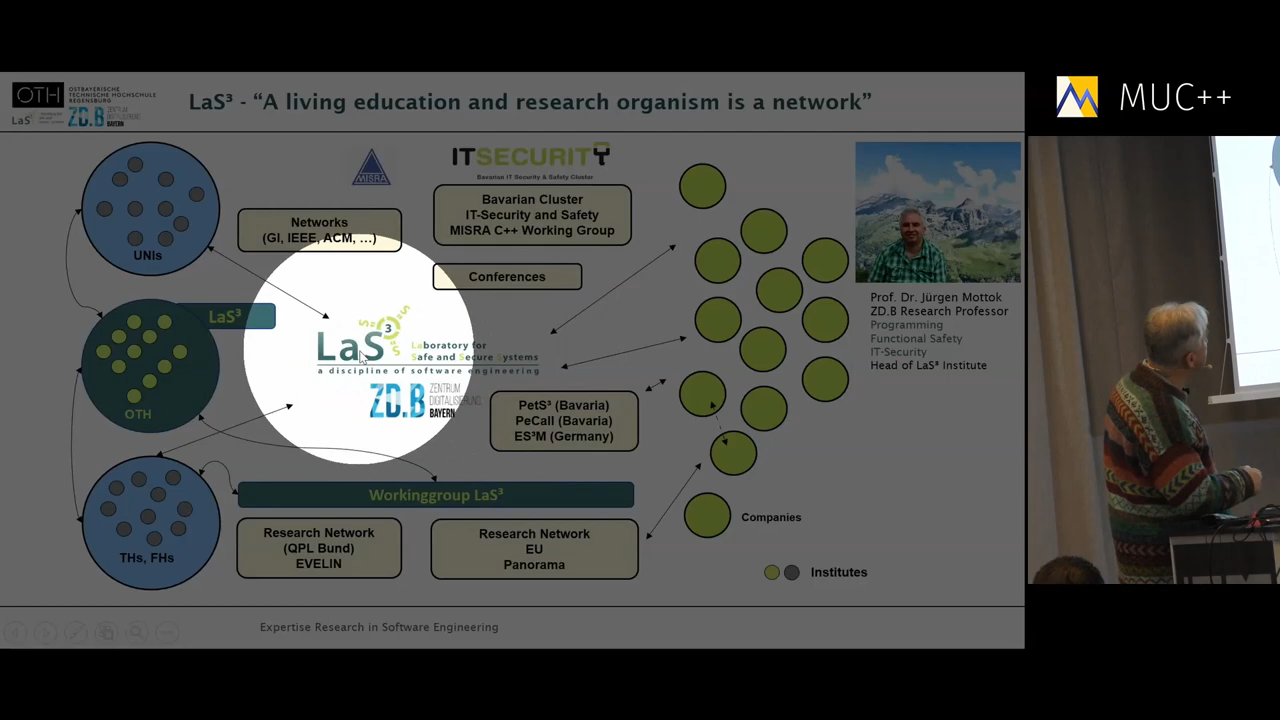 OTH
OSTBAYERISCHE
TECHNISCHE HOCHSCHULE
REGENSBURG
LaS³
ZD.B
ZENTRUM
DIGITALISIERUNG
BAYERN
LaS³ - “A living education and research organism is a network”
MUC++
UNIs
Networks
(GI, IEEE, ACM, …)
MISRA
ITSECURITY
Bavarian IT Security & Safety Cluster
Bavarian Cluster
IT-Security and Safety
MISRA C++ Working Group
Conferences
Prof. Dr. Jürgen Mottok
ZD.B Research Professor
Programming
Functional Safety
IT-Security
Head of LaS³ Institute
LaS³
OTH
LaS³
Laboratory for
Safe and Secure Systems
a discipline of software engineering
ZD.B
ZENTRUM
DIGITALISIERUNG
BAYERN
PetS³ (Bavaria)
PeCall (Bavaria)
ES³M (Germany)
THs, FHs
Workinggroup LaS³
Research Network
(QPL Bund)
EVELIN
Research Network
EU
Panorama
Companies
Institutes
Expertise Research in Software Engineering